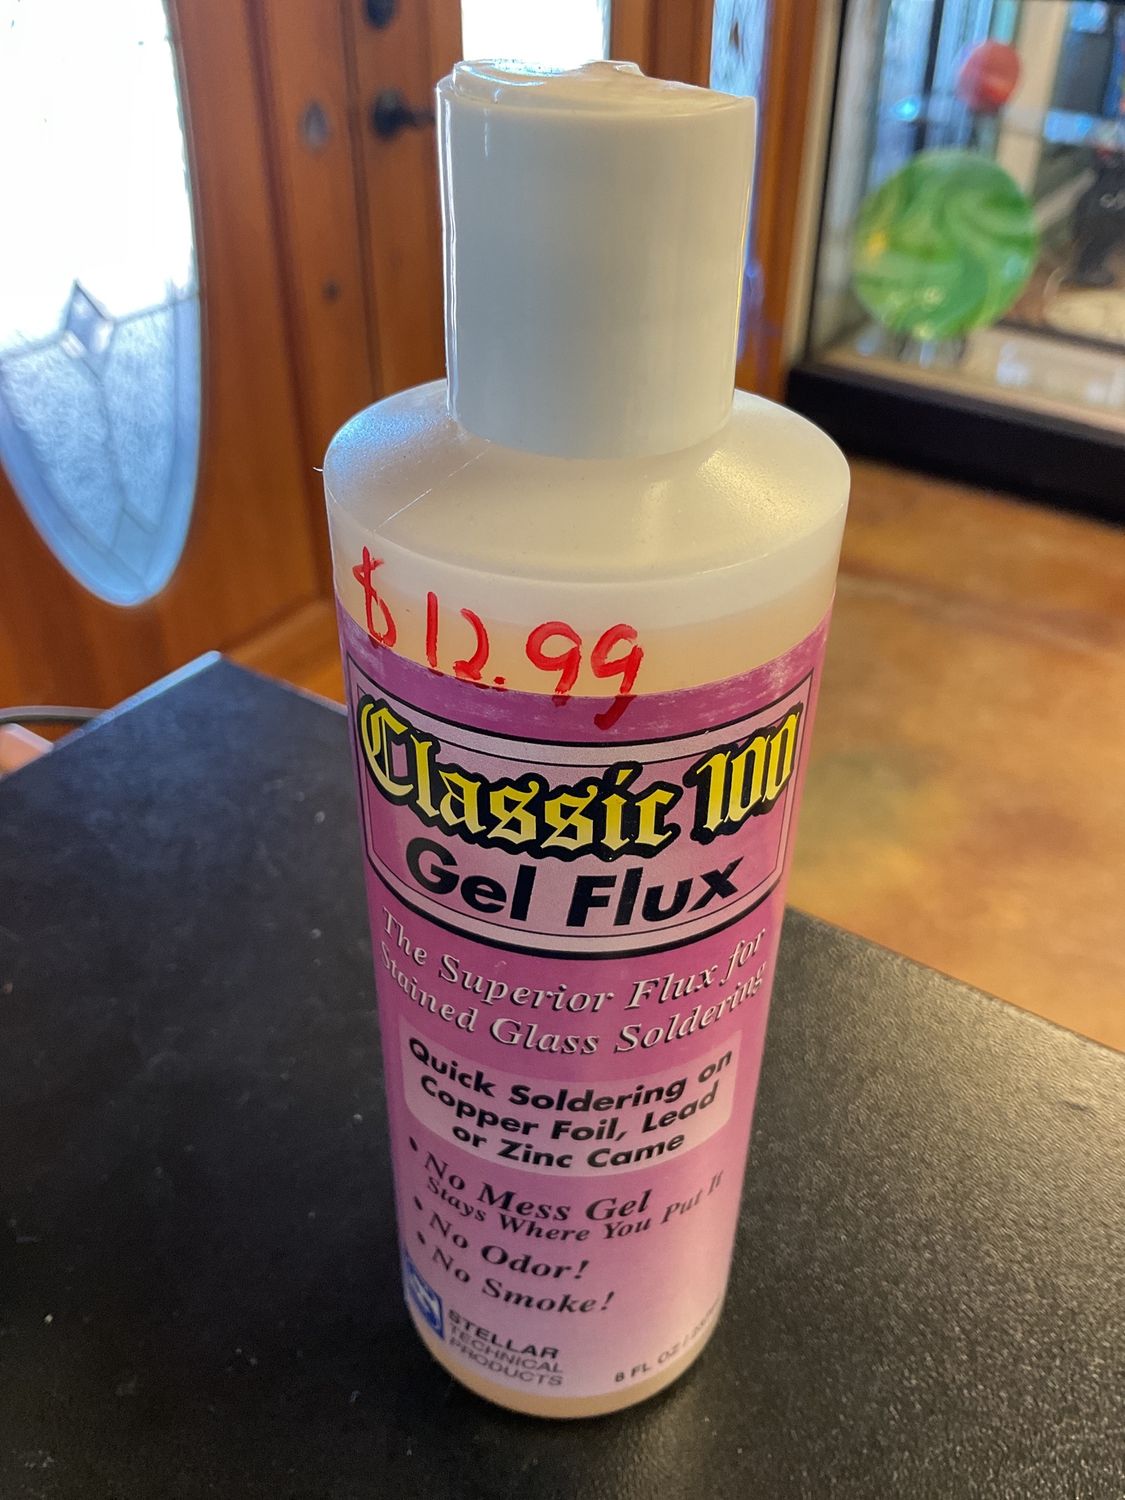 $12.99
Classic 100
Gel Flux
The Superior Flux for
Stained Glass Soldering
Quick Soldering on
Copper Foil, Lead
or Zinc Came
• No Mess Gel
Stays Where You Put It
• No Odor!
• No Smoke!
STELLAR
TECHNICAL
PRODUCTS
8 FL OZ /